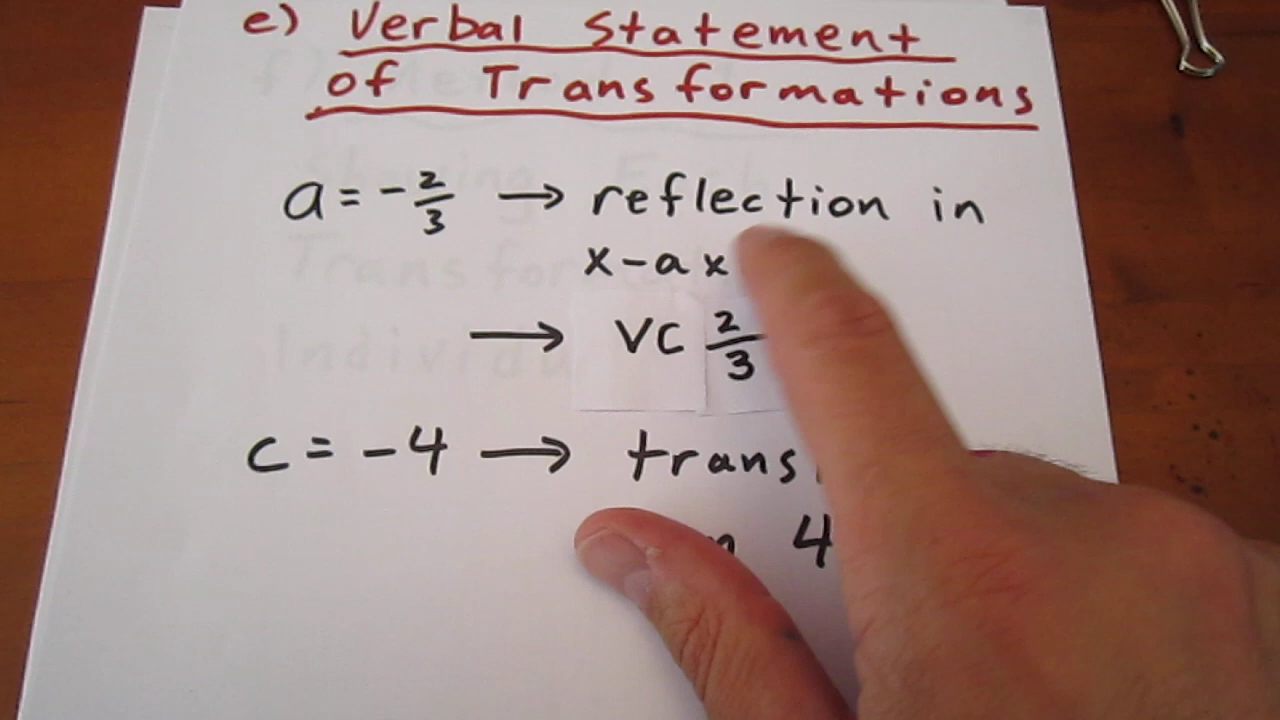 e) Verbal Statement
of Transformations
a = -2/3 → reflection in
x-ax
→ VC 2/3
c = -4 → trans
4